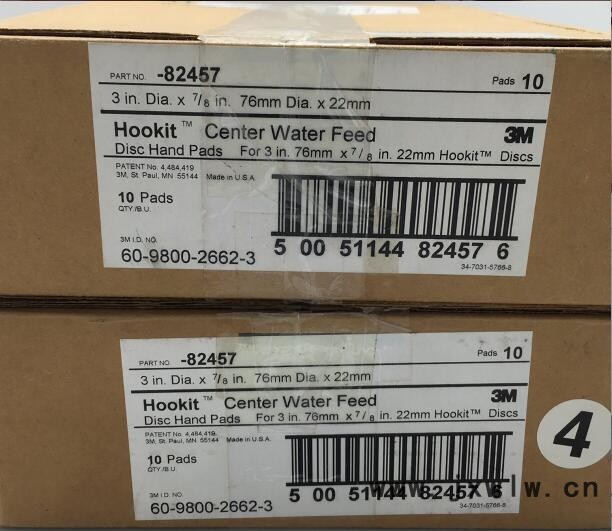 PART NO. -82457 Pads 10
3 in. Dia. x 7/8 in. 76mm Dia. x 22mm
Hookit™ Center Water Feed 3M
Disc Hand Pads For 3 in. 76mm x 7/8 in. 22mm Hookit™ Discs
PATENT No. 4,484,419
3M, St. Paul, MN 55144 Made in U.S.A.
10 Pads
QTY./B.U.
3M I.D. NO.
60-9800-2662-3
5 00 51144 82457 6
34-7031-5766-8
PART NO. -82457 Pads 10
3 in. Dia. x 7/8 in. 76mm Dia. x 22mm
Hookit™ Center Water Feed 3M
Disc Hand Pads For 3 in. 76mm x 7/8 in. 22mm Hookit™ Discs
PATENT No. 4,484,419
3M, St. Paul, MN 55144 Made in U.S.A.
10 Pads
QTY./B.U.
3M I.D. NO.
60-9800-2662-3
5 00 51144 82457 6
4